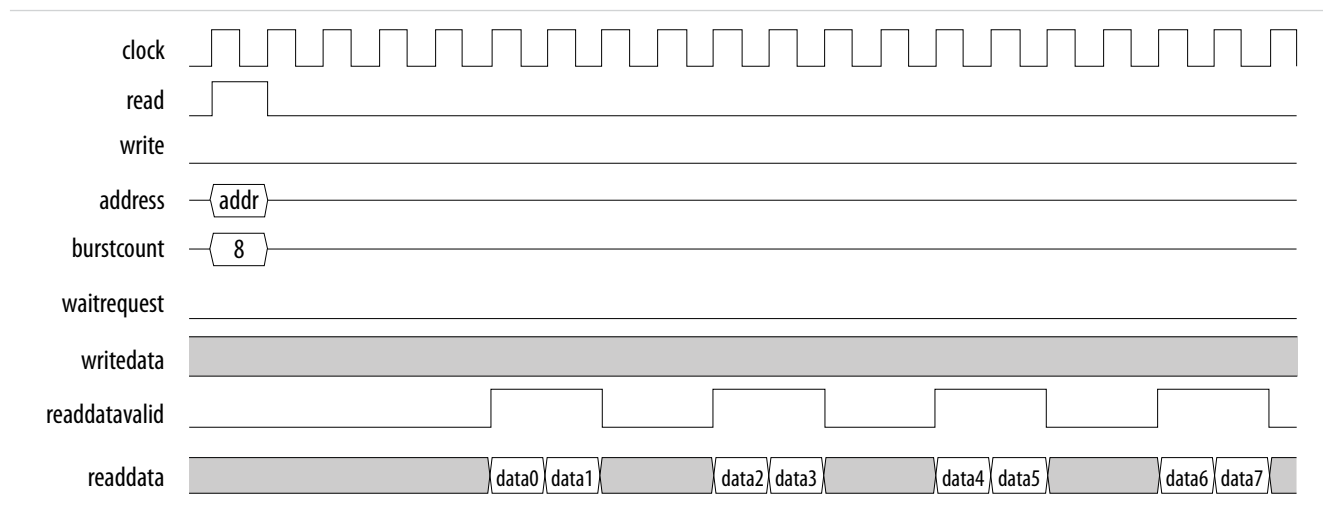 clock
read
write
address addr
burstcount 8
waitrequest
writedata
readdatavalid
readdata data0 data1 data2 data3 data4 data5 data6 data7